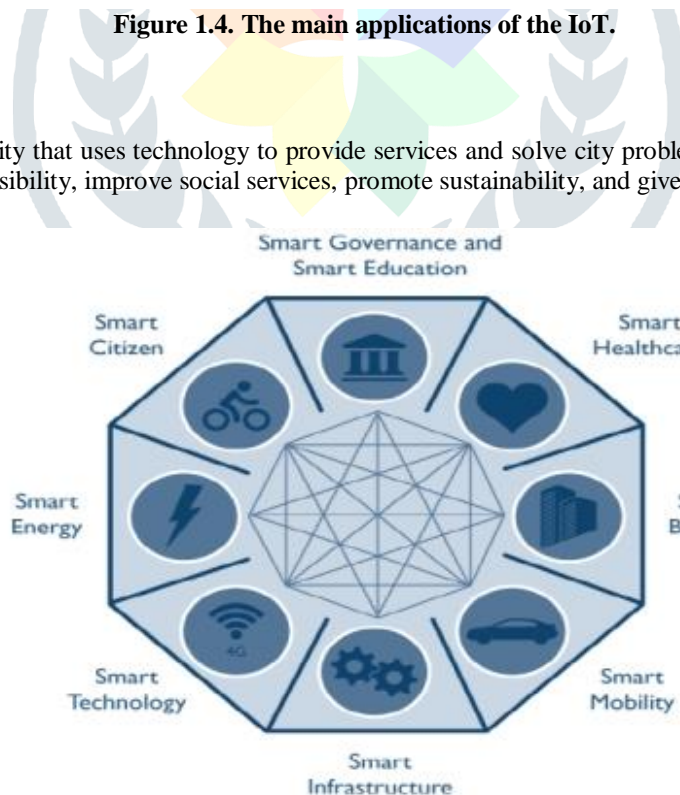 Figure 1.4. The main applications of the IoT.
ity that uses technology to provide services and solve city proble
sibility, improve social services, promote sustainability, and give
Smart Governance and
Smart Education
Smart
Citizen
Smart
Healthca
Smart
Energy
S
B
4G
Smart
Technology
Smart
Mobility
Smart
Infrastructure